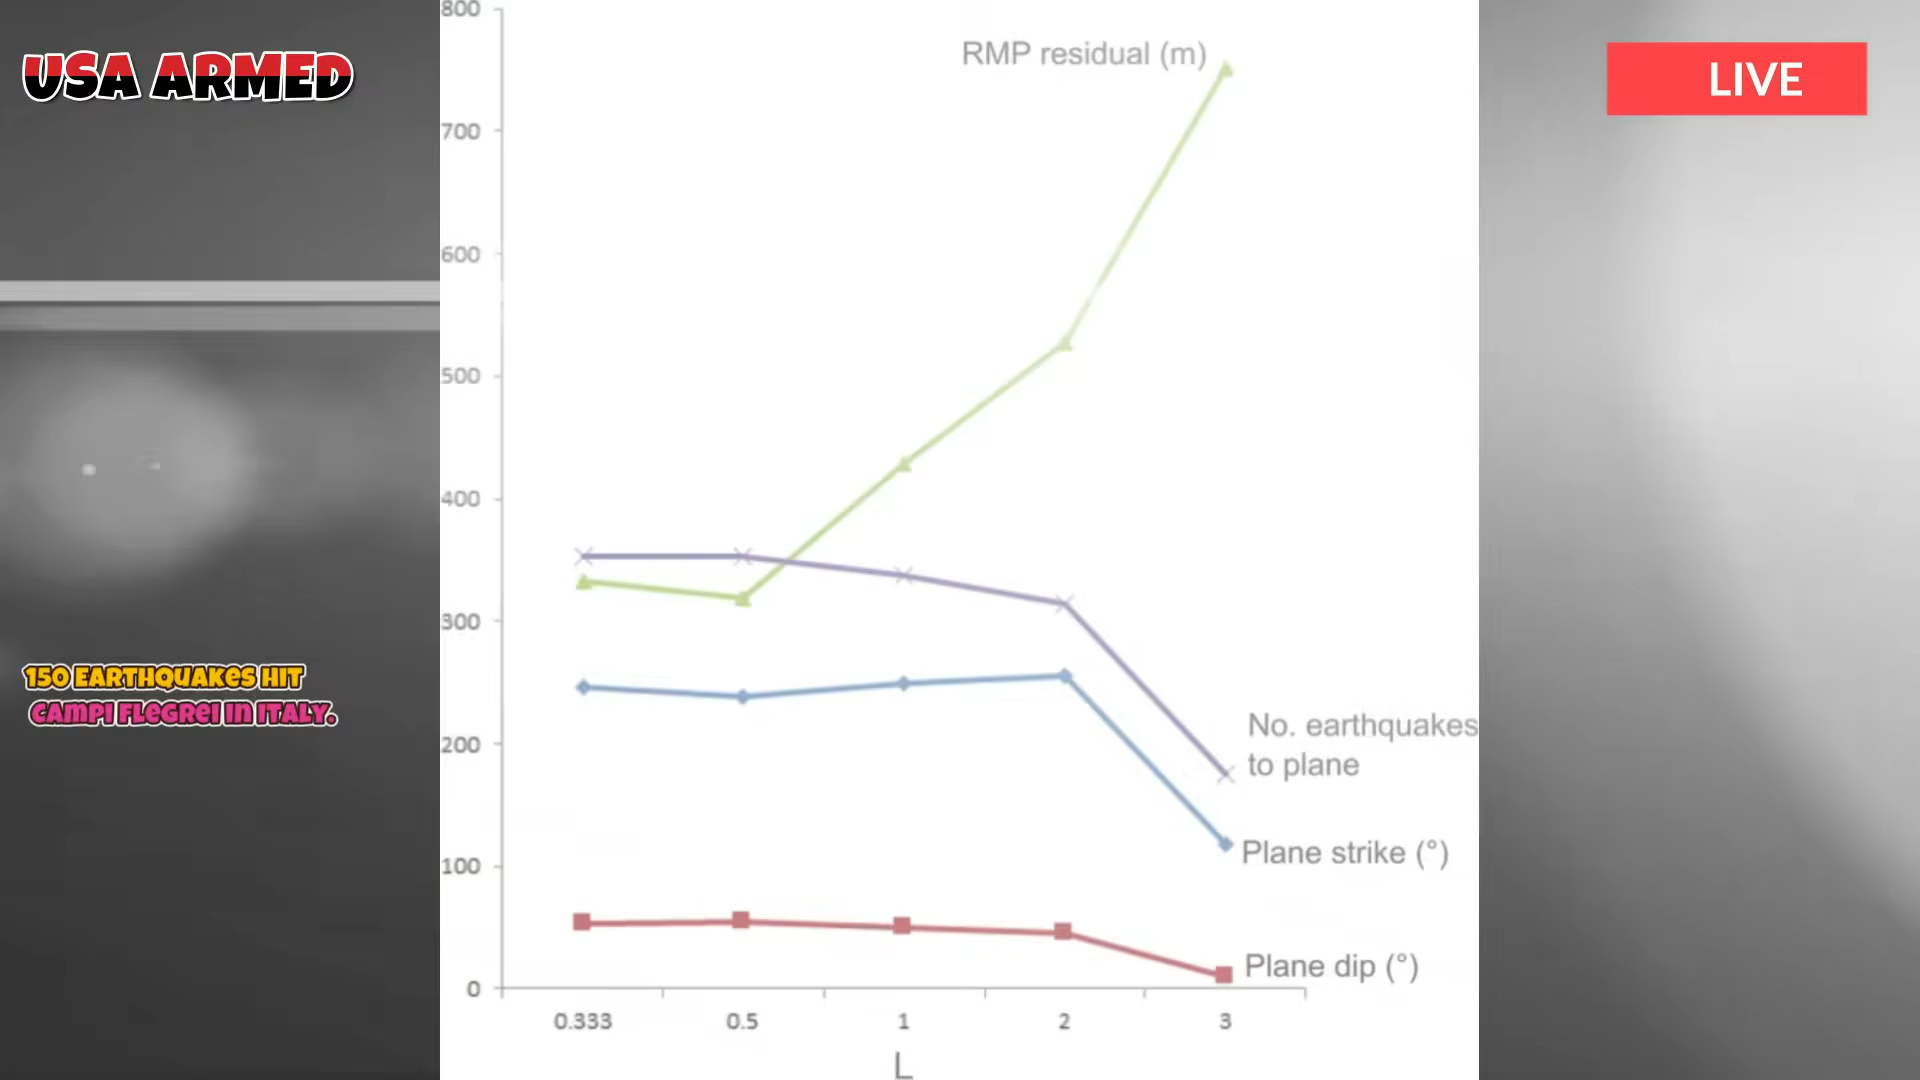 USA ARMED
LIVE
150 EARTHQUAKES HIT
CAMPI FLEGREI IN ITALY.
800
700
600
500
400
300
200
100
0
RMP residual (m)
No. earthquakes
to plane
Plane strike (°)
Plane dip (°)
0.333 0.5 1 2 3
L